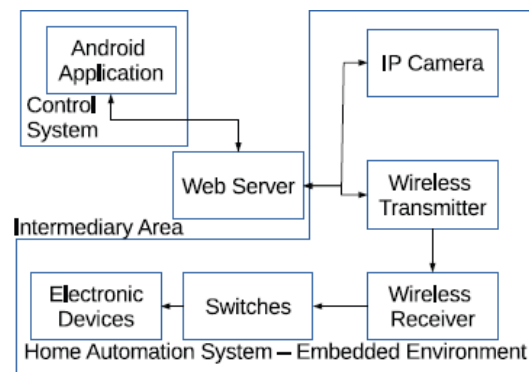 Android
Application
Control
System
IP Camera
Web Server
Wireless
Transmitter
Intermediary Area
Electronic
Devices
Switches
Wireless
Receiver
Home Automation System – Embedded Environment